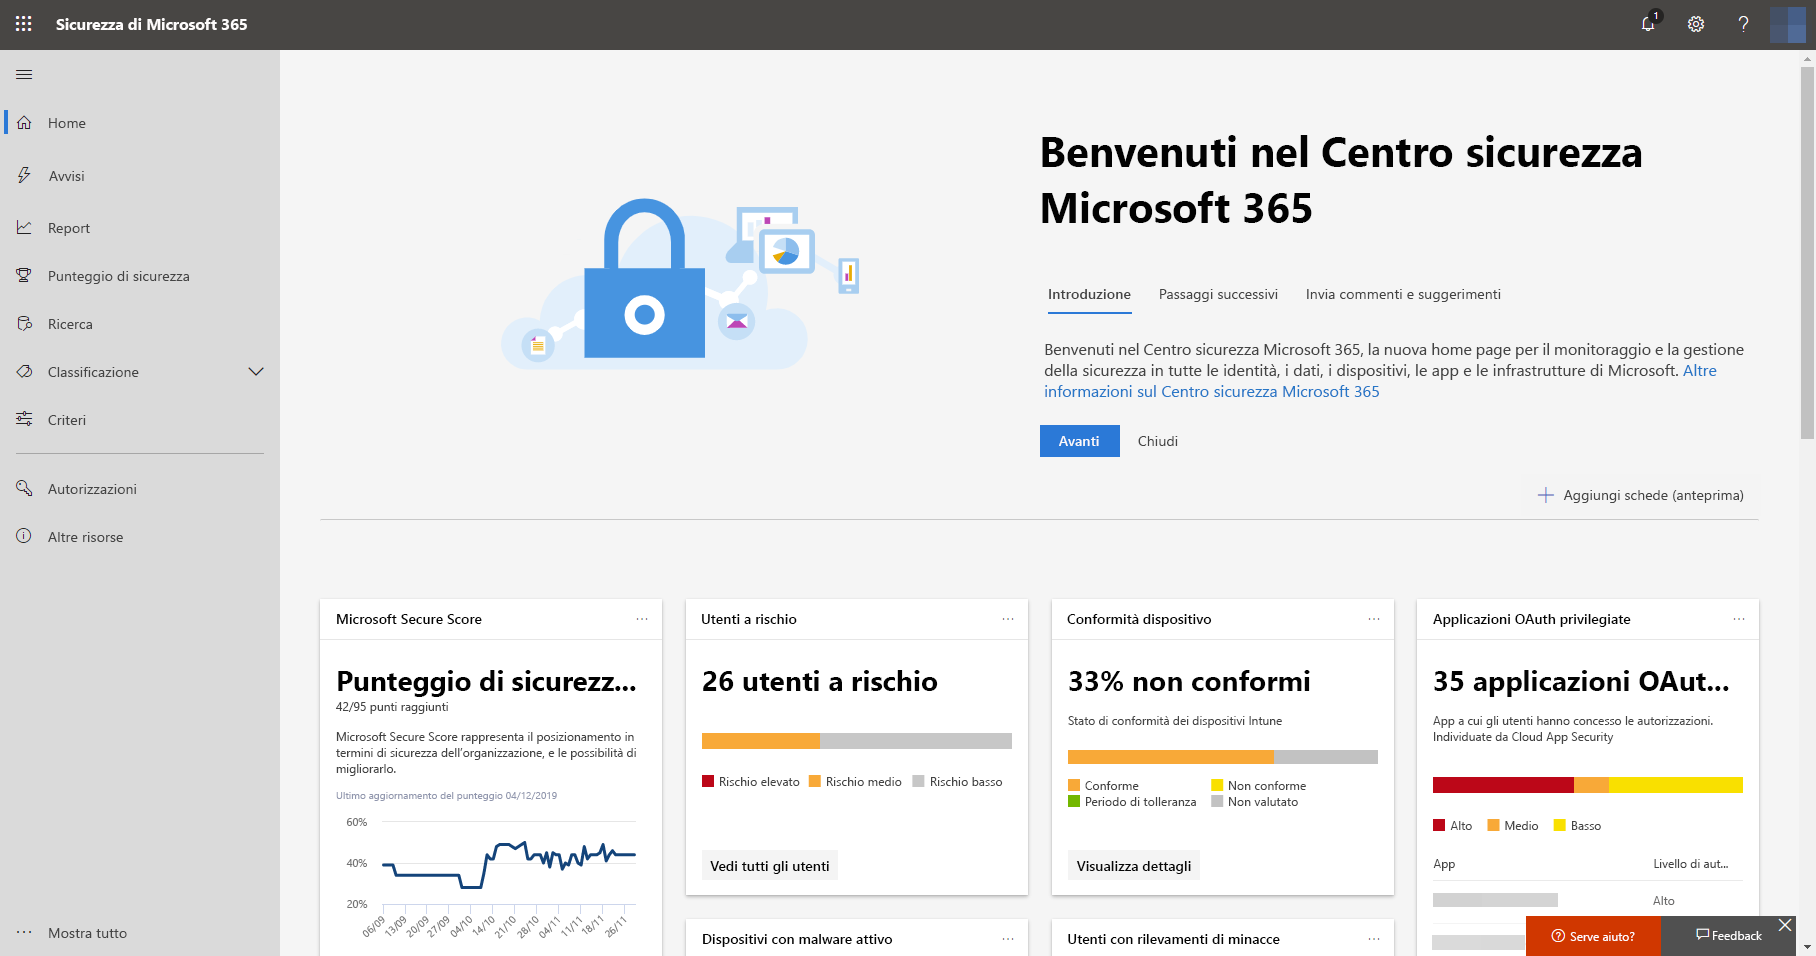 Sicurezza di Microsoft 365
1
?
Home
Avvisi
Report
Punteggio di sicurezza
Ricerca
Classificazione
Criteri
Autorizzazioni
Altre risorse
Mostra tutto
Benvenuti nel Centro sicurezza
Microsoft 365
Introduzione Passaggi successivi Invia commenti e suggerimenti
Benvenuti nel Centro sicurezza Microsoft 365, la nuova home page per il monitoraggio e la gestione
della sicurezza in tutte le identità, i dati, i dispositivi, le app e le infrastrutture di Microsoft. Altre
informazioni sul Centro sicurezza Microsoft 365
Avanti Chiudi
Aggiungi schede (anteprima)
Microsoft Secure Score
Punteggio di sicurezz...
42/95 punti raggiunti
Microsoft Secure Score rappresenta il posizionamento in
termini di sicurezza dell'organizzazione, e le possibilità di
migliorarlo.
Ultimo aggiornamento del punteggio 04/12/2019
60%
40%
20%
06/09 13/09 20/09 27/09 04/10 14/10 21/10 28/10 04/11 11/11 18/11 26/11
Utenti a rischio
26 utenti a rischio
Rischio elevato Rischio medio Rischio basso
Vedi tutti gli utenti
Dispositivi con malware attivo
Conformità dispositivo
33% non conformi
Stato di conformità dei dispositivi Intune
Conforme Non conforme
Periodo di tolleranza Non valutato
Visualizza dettagli
Utenti con rilevamenti di minacce
Applicazioni OAuth privilegiate
35 applicazioni OAut...
App a cui gli utenti hanno concesso le autorizzazioni.
Individuate da Cloud App Security
Alto Medio Basso
App Livello di aut...
Alto
Serve aiuto? Feedback